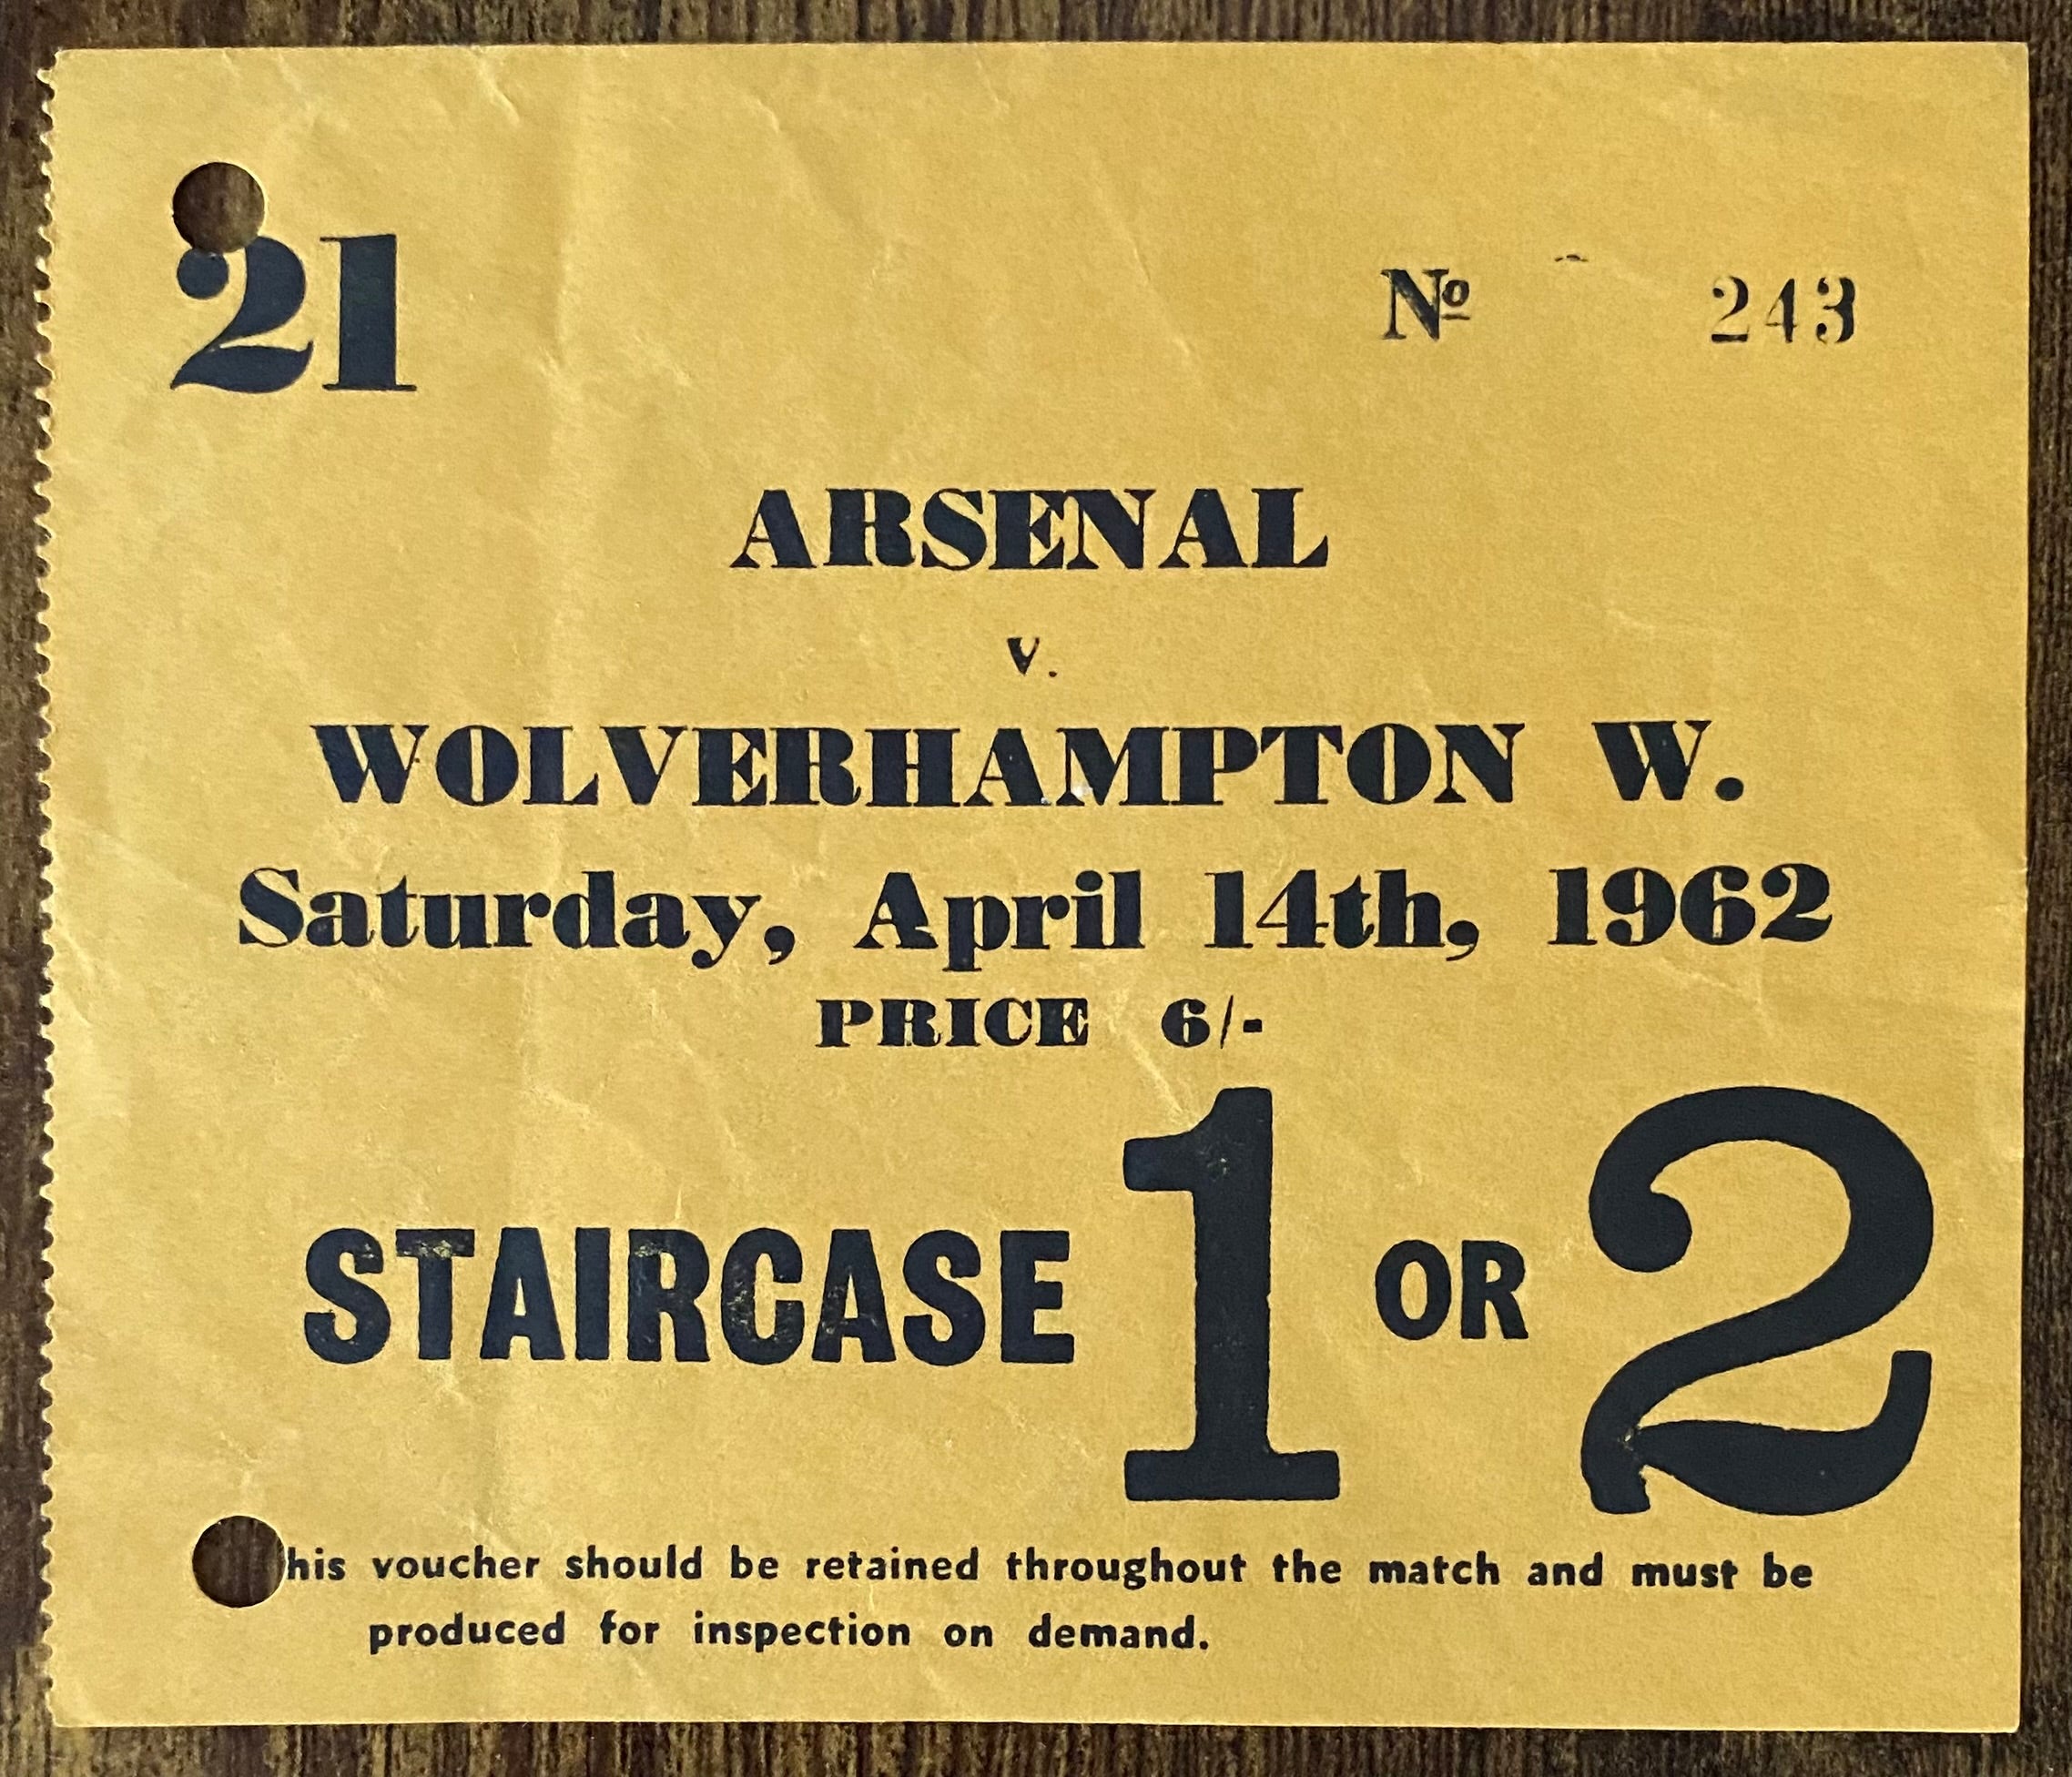 21
Nº 243
ARSENAL
v.
WOLVERHAMPTON W.
Saturday, April 14th, 1962
PRICE 6/-
STAIRCASE 1 OR 2
his voucher should be retained throughout the match and must be
produced for inspection on demand.